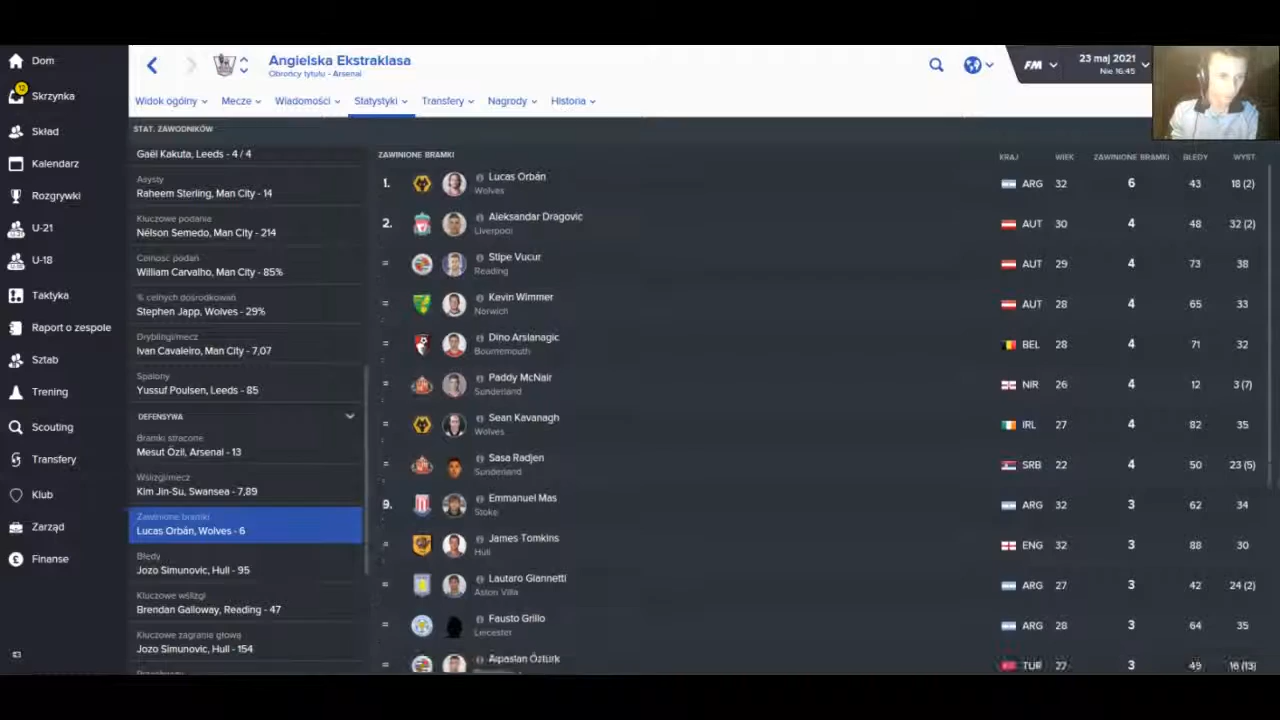 Dom
Skrzynka
12
Skład
Kalendarz
Rozgrywki
U-21
U-18
Taktyka
Raport o zespole
Sztab
Trening
Scouting
Transfery
Klub
Zarząd
Finanse
Angielska Ekstraklasa
Obrońcy tytułu - Arsenal
FM
23 maj 2021
Nie 16:45
Widok ogólny
Mecze
Wiadomości
Statystyki
Transfery
Nagrody
Historia
STAT. ZAWODNIKÓW
Gaël Kakuta, Leeds - 4 / 4
Asysty
Raheem Sterling, Man City - 14
Kluczowe podania
Nélson Semedo, Man City - 214
Celność podań
William Carvalho, Man City - 85%
% celnych dośrodkowań
Stephen Japp, Wolves - 29%
Dryblingi/mecz
Ivan Cavaleiro, Man City - 7,07
Spalony
Yussuf Poulsen, Leeds - 85
DEFENSYWA
Bramki stracone
Mesut Özil, Arsenal - 13
Wślizgi/mecz
Kim Jin-Su, Swansea - 7,89
Zawinione bramki
Lucas Orbán, Wolves - 6
Błędy
Jozo Simunovic, Hull - 95
Kluczowe wślizgi
Brendan Galloway, Reading - 47
Kluczowe zagrania głową
Jozo Simunovic, Hull - 154
ZAWINIONE BRAMKI KRAJ WIEK ZAWINIONE BRAMKI BŁĘDY WYST.
1. Lucas Orbán ARG 32 6 43 18 (2)
Wolves
2. Aleksandar Dragovic AUT 30 4 48 32 (2)
Liverpool
= Stipe Vucur AUT 29 4 73 38
Reading
= Kevin Wimmer AUT 28 4 65 33
Norwich
= Dino Arslanagic BEL 28 4 71 32
Bournemouth
= Paddy McNair NIR 26 4 12 3 (7)
Sunderland
= Sean Kavanagh IRL 27 4 82 35
Wolves
= Sasa Radjen SRB 22 4 50 23 (5)
Sunderland
9. Emmanuel Mas ARG 32 3 62 34
Stoke
= James Tomkins ENG 32 3 88 30
Hull
= Lautaro Giannetti ARG 27 3 42 24 (2)
Aston Villa
= Fausto Grillo ARG 28 3 64 35
Leicester
= Alpaslan Öztürk TUR 27 3 49 16 (13)